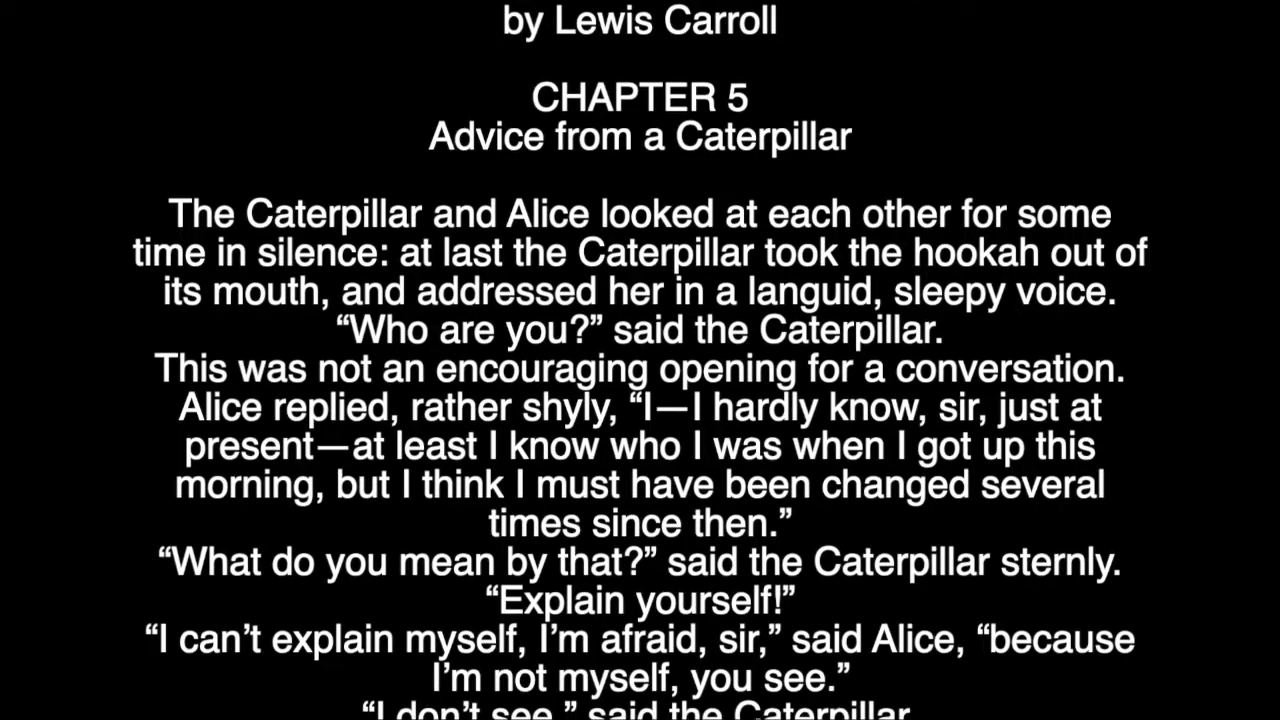 by Lewis Carroll
CHAPTER 5
Advice from a Caterpillar
The Caterpillar and Alice looked at each other for some
time in silence: at last the Caterpillar took the hookah out of
its mouth, and addressed her in a languid, sleepy voice.
“Who are you?” said the Caterpillar.
This was not an encouraging opening for a conversation.
Alice replied, rather shyly, “I—I hardly know, sir, just at
present—at least I know who I was when I got up this
morning, but I think I must have been changed several
times since then.”
“What do you mean by that?” said the Caterpillar sternly.
“Explain yourself!”
“I can’t explain myself, I’m afraid, sir,” said Alice, “because
I’m not myself, you see.”
“I don’t see,” said the Caterpillar.